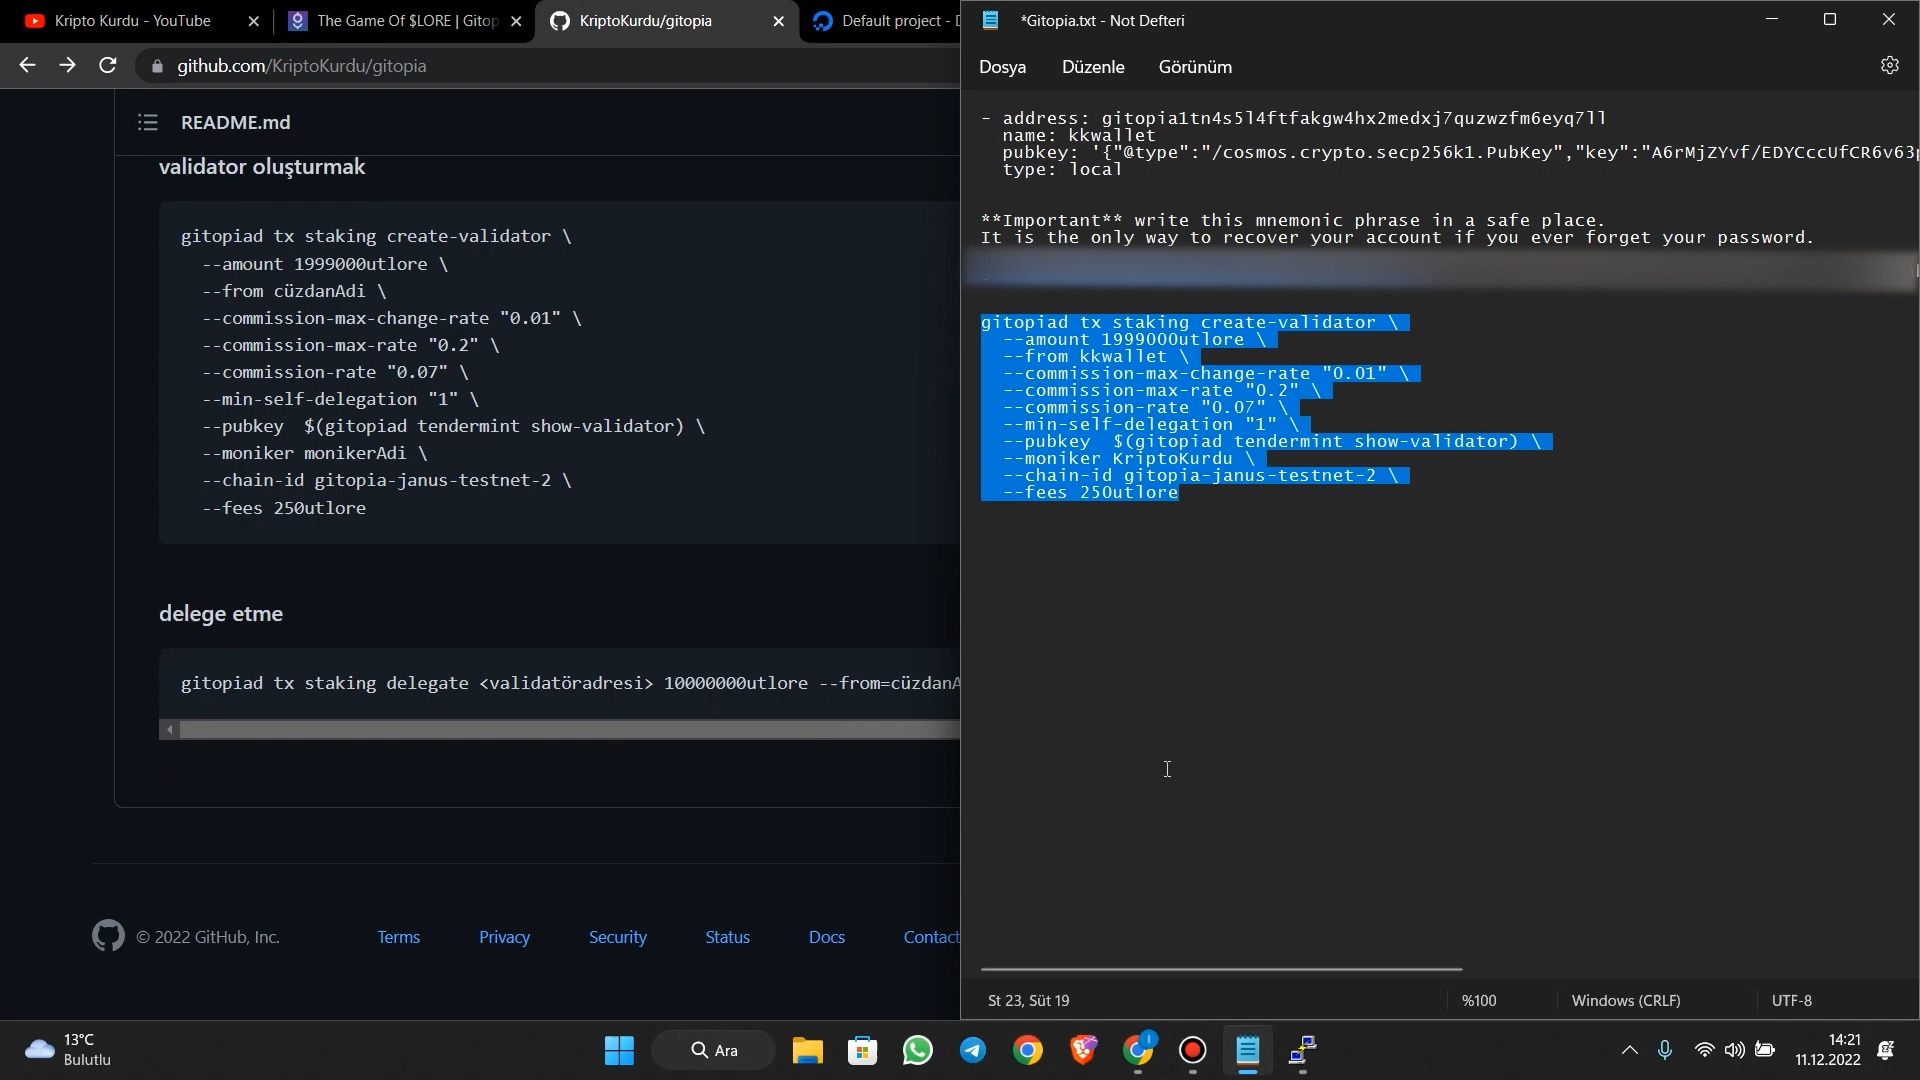 Kripto Kurdu - YouTube
The Game Of $LORE | Gitop
KriptoKurdu/gitopia
Default project - D
github.com/KriptoKurdu/gitopia
README.md
validator oluşturmak
gitopiad tx staking create-validator \
--amount 1999000utlore \
--from cüzdanAdi \
--commission-max-change-rate "0.01" \
--commission-max-rate "0.2" \
--commission-rate "0.07" \
--min-self-delegation "1" \
--pubkey  $(gitopiad tendermint show-validator) \
--moniker monikerAdi \
--chain-id gitopia-janus-testnet-2 \
--fees 250utlore
delege etme
gitopiad tx staking delegate <validatöradresi> 10000000utlore --from=cüzdanA
© 2022 GitHub, Inc.
Terms
Privacy
Security
Status
Docs
Contact
*Gitopia.txt - Not Defteri
Dosya
Düzenle
Görünüm
- address: gitopia1tn4s5l4ftfakgw4hx2medxj7quzwzfm6eyq7ll
name: kkwallet
pubkey: '{"@type":"/cosmos.crypto.secp256k1.PubKey","key":"A6rMjZYvf/EDYCccUfCR6v63p
type: local
**Important** write this mnemonic phrase in a safe place.
It is the only way to recover your account if you ever forget your password.
gitopiad tx staking create-validator \
--amount 1999000utlore \
--from kkwallet \
--commission-max-change-rate "0.01" \
--commission-max-rate "0.2" \
--commission-rate "0.07" \
--min-self-delegation "1" \
--pubkey  $(gitopiad tendermint show-validator) \
--moniker KriptoKurdu \
--chain-id gitopia-janus-testnet-2 \
--fees 250utlore
St 23, Süt 19
%100
Windows (CRLF)
UTF-8
13°C
Bulutlu
Ara
14:21
11.12.2022